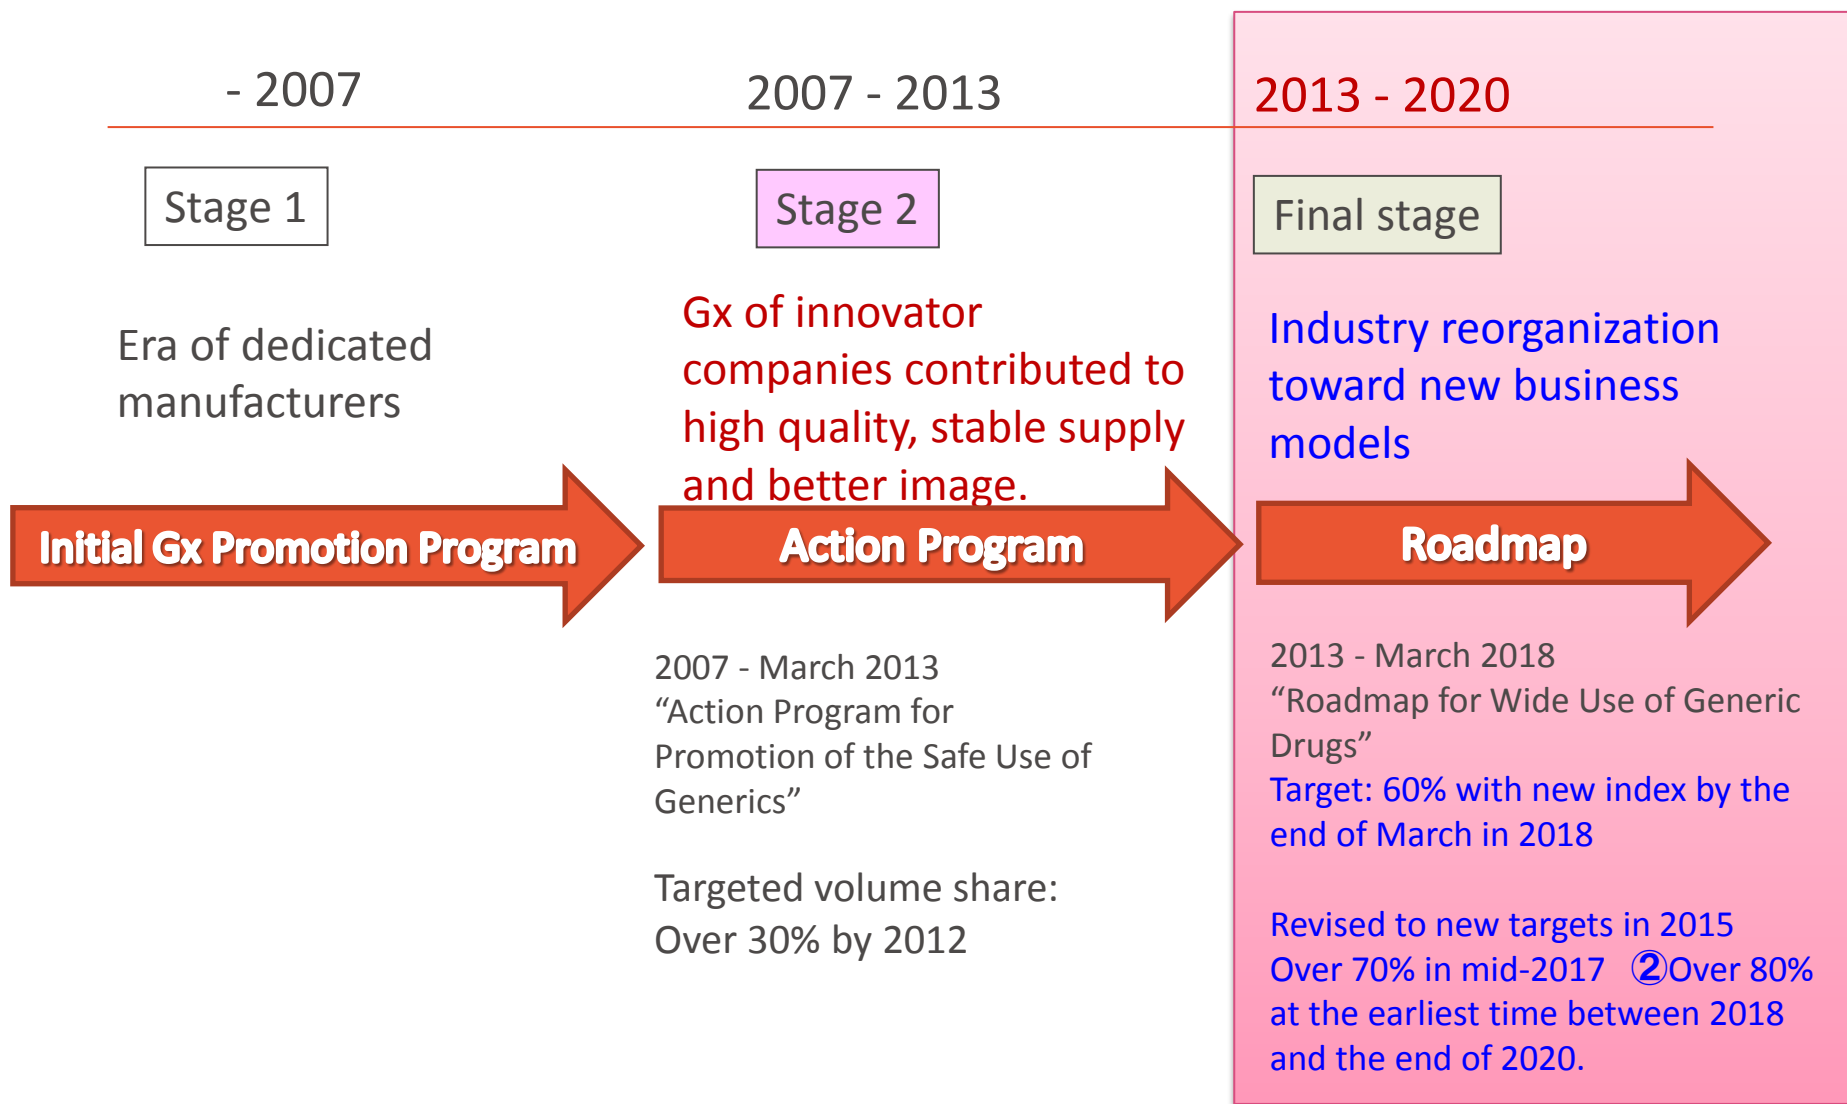 - 2007
2007 - 2013
2013 - 2020
Stage 1
Stage 2
Final stage
Era of dedicated
manufacturers
Gx of innovator
companies contributed to
high quality, stable supply
and better image.
Industry reorganization
toward new business
models
Initial Gx Promotion Program
Action Program
Roadmap
2007 - March 2013
“Action Program for
Promotion of the Safe Use of
Generics”
Targeted volume share:
Over 30% by 2012
2013 - March 2018
“Roadmap for Wide Use of Generic
Drugs”
Target: 60% with new index by the
end of March in 2018
Revised to new targets in 2015
Over 70% in mid-2017 ②Over 80%
at the earliest time between 2018
and the end of 2020.